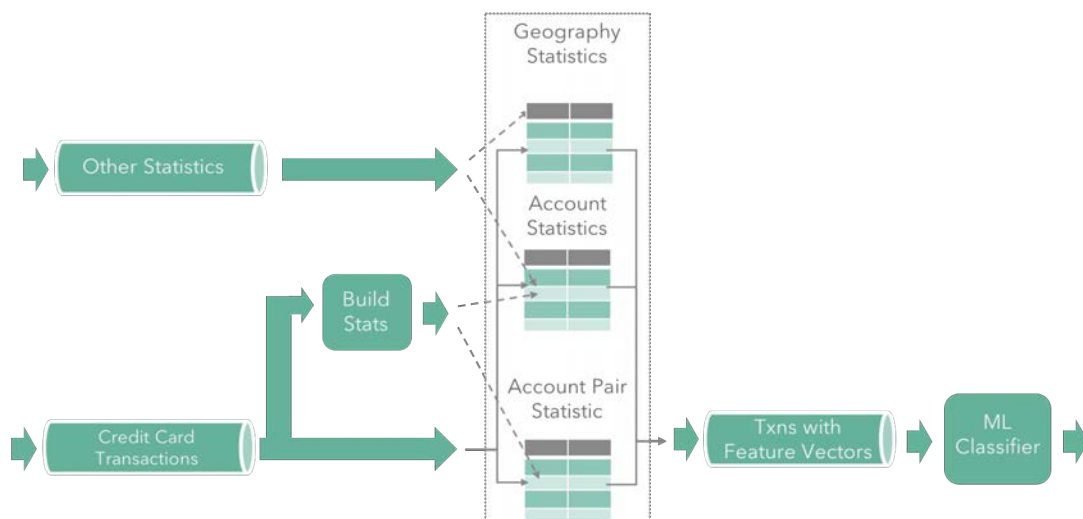 Geography
Statistics
Other Statistics
Account
Statistics
Build
Stats
Account Pair
Statistic
Credit Card
Transactions
Txns with
Feature Vectors
ML
Classifier